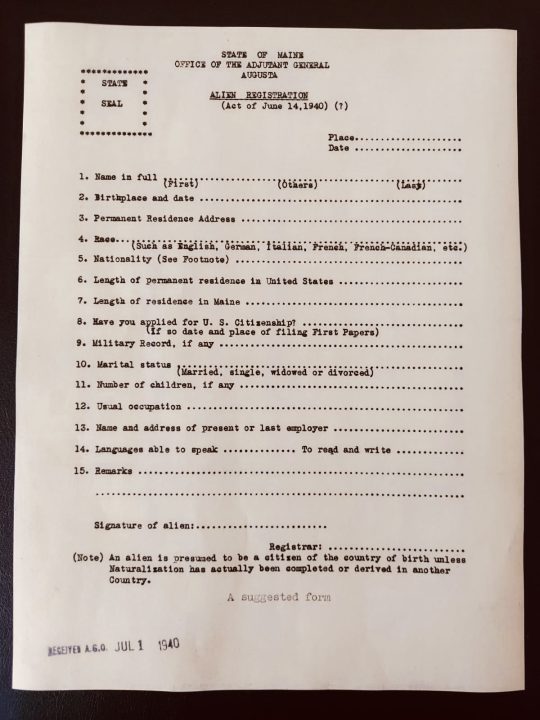 STATE OF MAINE
OFFICE OF THE ADJUTANT GENERAL
AUGUSTA
STATE
SEAL
ALIEN REGISTRATION
(Act of June 14,1940) (?)
Place......................
Date ......................
1. Name in full ..............................................
(First) (Others) (Last)
2. Birthplace and date ..............................................
3. Permanent Residence Address ......................................
4. Race..............................................
(Such as English, German, Italian, French, French-Canadian, etc.)
5. Nationality (See Footnote) ......................................
6. Length of permanent residence in United States ......................
7. Length of residence in Maine ......................................
8. Have you applied for U. S. Citizenship? ..............................
(If so date and place of filing First Papers)
9. Military Record, if any ..........................................
10. Marital status ..............................................
(Married, single, widowed or divorced)
11. Number of children, if any ......................................
12. Usual occupation ..............................................
13. Name and address of present or last employer ......................
14. Languages able to speak ............. To read and write ............
15. Remarks ......................................................
..............................................................
Signature of alien:........................
Registrar: ........................
(Note) An alien is presumed to be a citizen of the country of birth unless
Naturalization has actually been completed or derived in another
Country.
A suggested form
RECEIVED A.G.O. JUL 1 1940